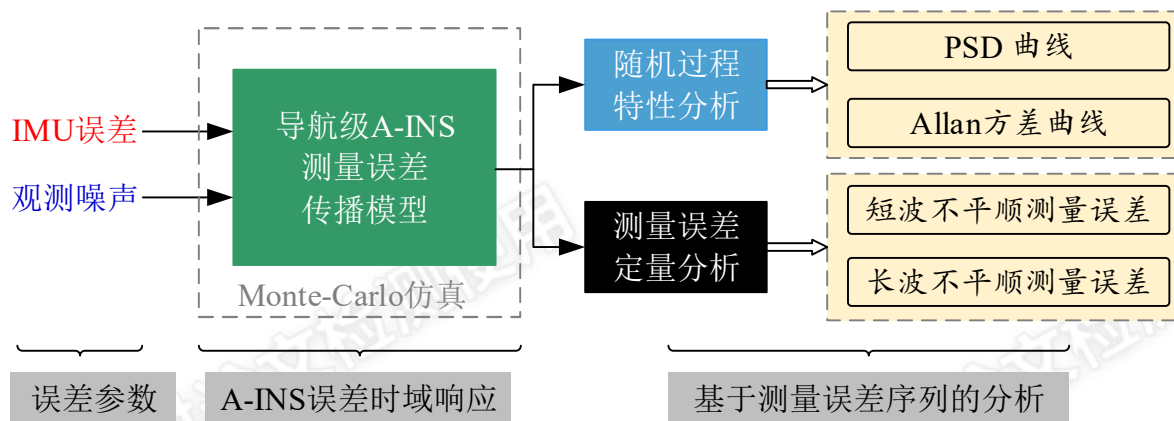 IMU误差
观测噪声
导航级A-INS
测量误差
传播模型
Monte-Carlo仿真
随机过程
特性分析
测量误差
定量分析
PSD 曲线
Allan方差曲线
短波不平顺测量误差
长波不平顺测量误差
误差参数
A-INS误差时域响应
基于测量误差序列的分析